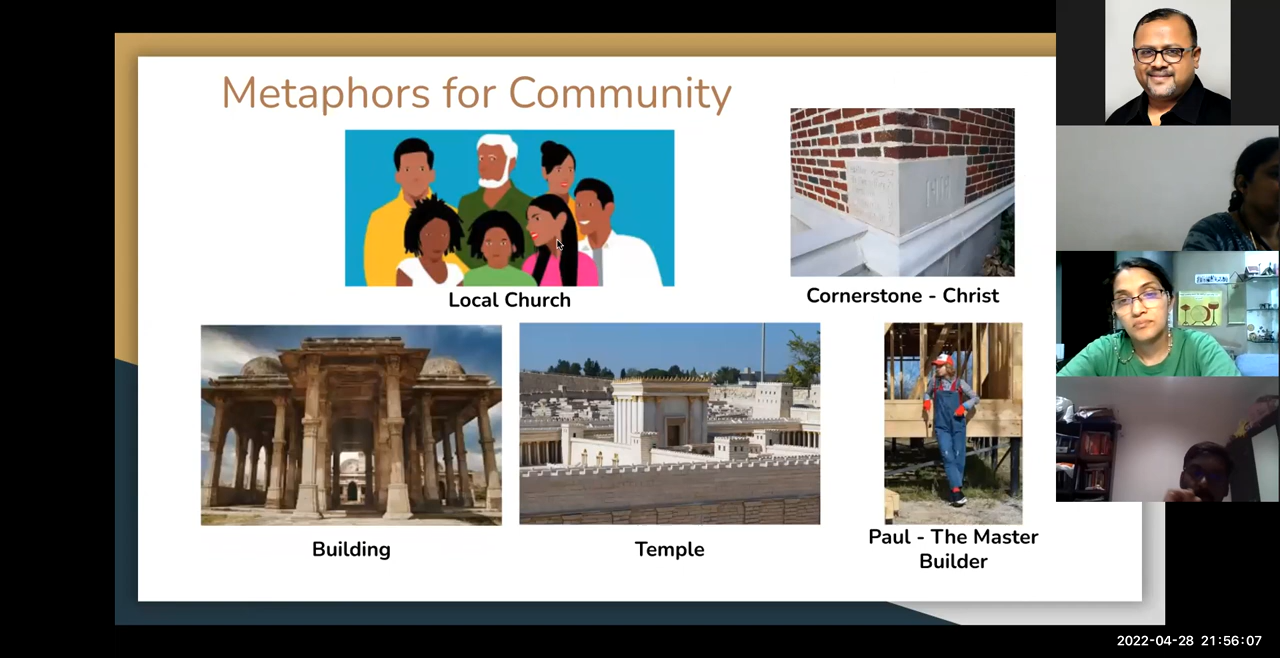 Metaphors for Community
Local Church
Cornerstone - Christ
Building
Temple
Paul - The Master
Builder
2022-04-28 21:56:07